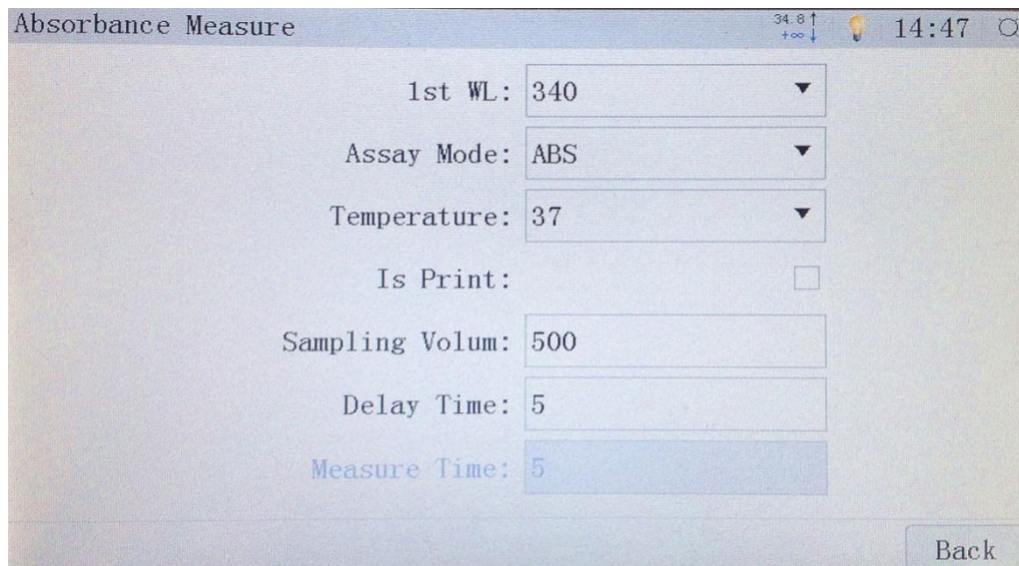 Absorbance Measure 34.8↑ +∞↓ 14:47
1st WL: 340
Assay Mode: ABS
Temperature: 37
Is Print:
Sampling Volum: 500
Delay Time: 5
Measure Time: 5
Back